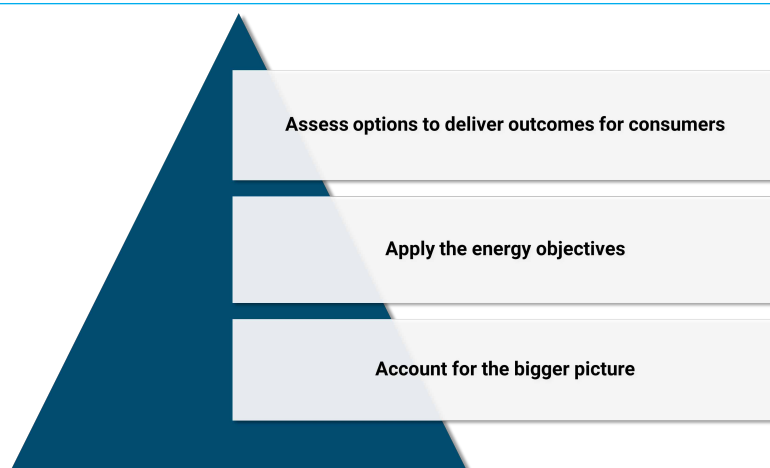 Assess options to deliver outcomes for consumers
Apply the energy objectives
Account for the bigger picture